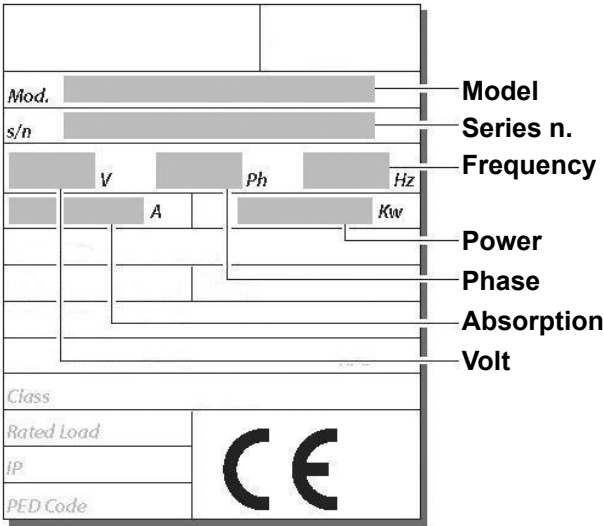 Mod.
Model
s/n
Series n.
V
Ph
Hz
Frequency
A
Kw
Power
Phase
Absorption
Volt
Class
Rated Load
IP
PED Code
CE